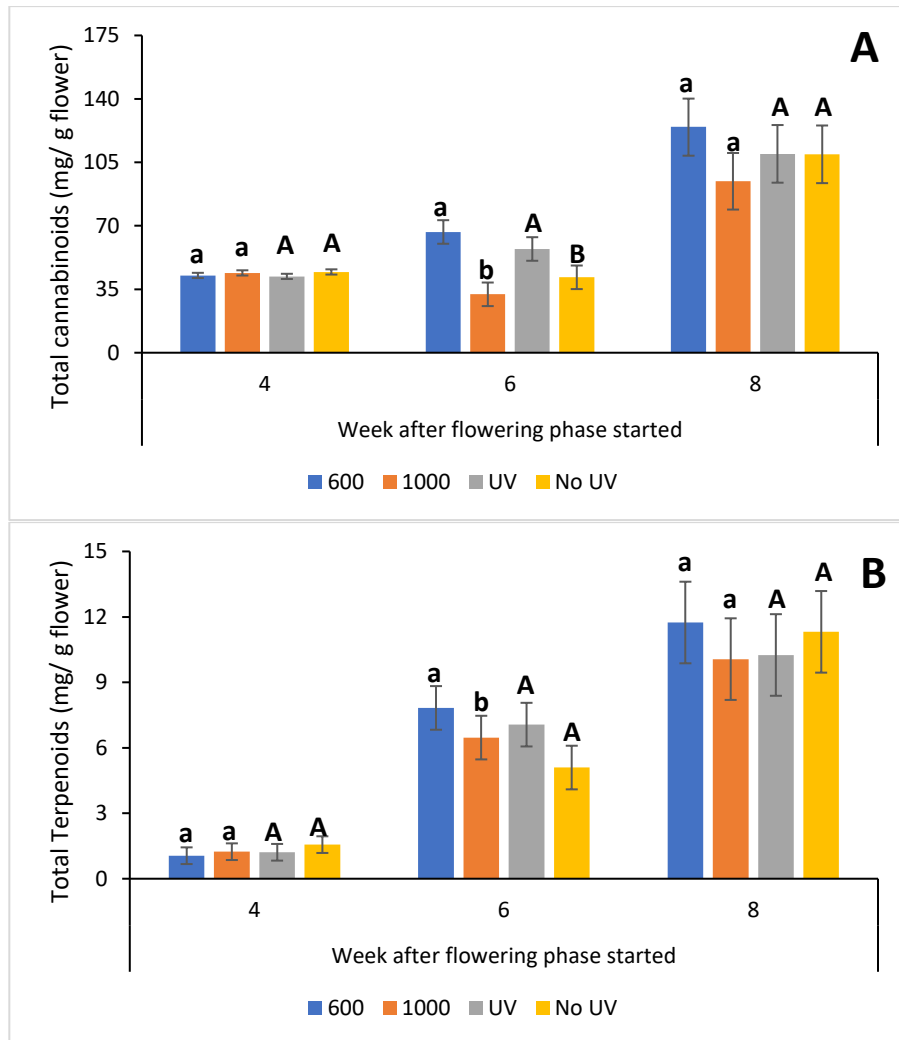 A
Total cannabinoids (mg/ g flower)
175
140
105
70
35
0
a a A A
a b A B
a a A A
4 6 8
Week after flowering phase started
600 1000 UV No UV
B
Total Terpenoids (mg/ g flower)
15
12
9
6
3
0
a a A A
a b A A
a a A A
4 6 8
Week after flowering phase started
600 1000 UV No UV